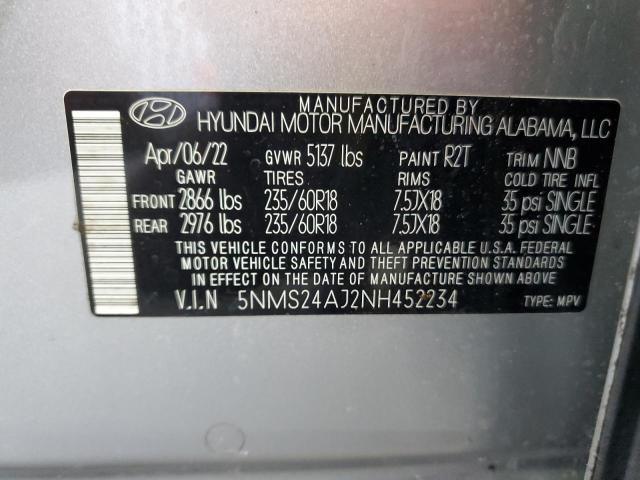 MANUFACTURED BY
HYUNDAI MOTOR MANUFACTURING ALABAMA, LLC
Apr/06/22 GVWR 5137 lbs PAINT R2T TRIM NNB
GAWR TIRES RIMS COLD TIRE INFL
FRONT 2866 lbs 235/60R18 7.5JX18 35 psi SINGLE
REAR 2976 lbs 235/60R18 7.5JX18 35 psi SINGLE
THIS VEHICLE CONFORMS TO ALL APPLICABLE U.S.A. FEDERAL
MOTOR VEHICLE SAFETY AND THEFT PREVENTION STANDARDS
IN EFFECT ON THE DATE OF MANUFACTURE SHOWN ABOVE.
V.I.N 5NMS24AJ2NH452234 TYPE: MPV